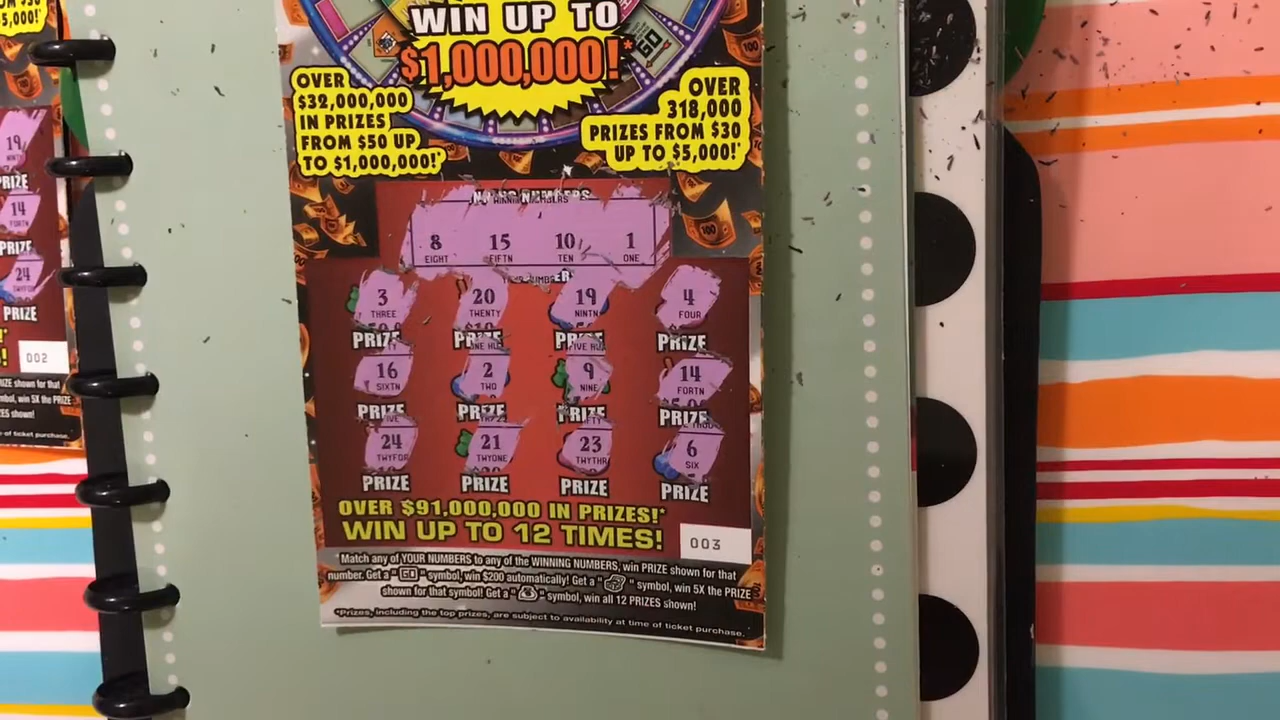 WIN UP TO
$1,000,000!*
GO
OVER
$32,000,000
IN PRIZES
FROM $50 UP
TO $1,000,000!*
OVER
318,000
PRIZES FROM $30
UP TO $5,000!*
WINNING NUMBERS
8 15 10 1
EIGHT FIFTN TEN ONE
3 20 19 4
THREE TWENTY NINTN FOUR
PRIZE PRIZE PRIZE PRIZE
16 2 9 14
SIXTN TWO NINE FORTN
PRIZE PRIZE PRIZE PRIZE
24 21 23 6
TWYFOR TWYONE TWYTHR SIX
PRIZE PRIZE PRIZE PRIZE
OVER $91,000,000 IN PRIZES!*
WIN UP TO 12 TIMES!
003
*Match any of YOUR NUMBERS to any of the WINNING NUMBERS, win PRIZE shown for that
number. Get a "GO" symbol, win $200 automatically! Get a " " symbol, win 5X the PRIZE
shown for that symbol! Get a " " symbol, win all 12 PRIZES shown!
*Prizes, including the top prizes, are subject to availability at time of ticket purchase.
$5,000!*
19
PRIZE
14
FORTN
PRIZE
24
PRIZE
002